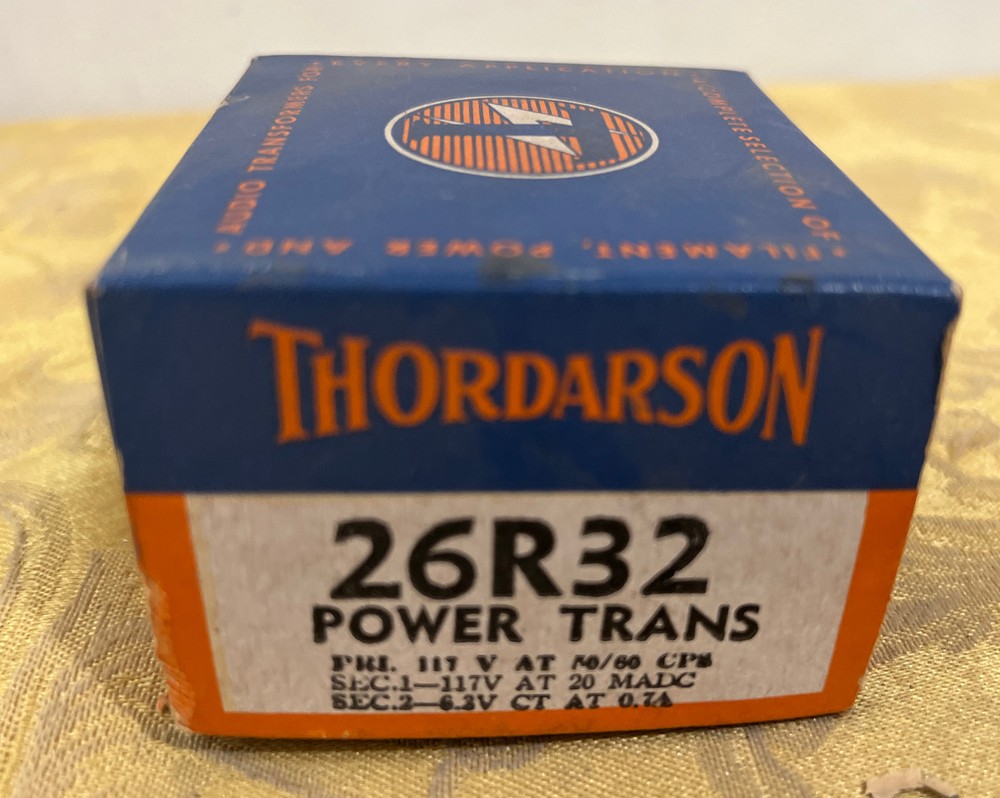 • EVERY APPLICATION •
A COMPLETE SELECTION OF
• FILAMENT, POWER AND •
AUDIO TRANSFORMERS FOR
THORDARSON
26R32
POWER TRANS
PRI. 117 V AT 50/60 CPS
SEC.1—117V AT 20 MADC
SEC.2—6.3V CT AT 0.7A